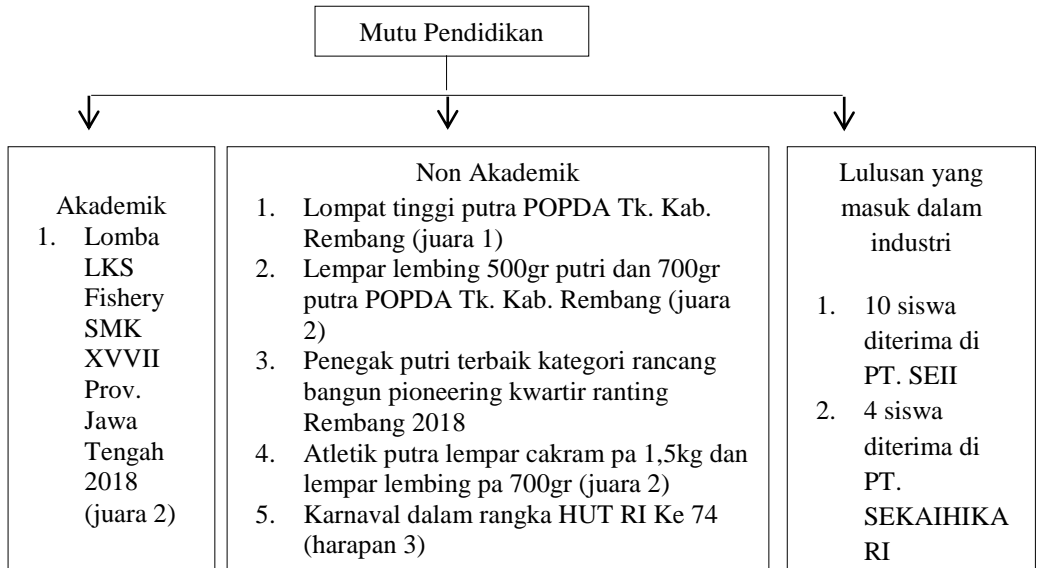 Mutu Pendidikan
Akademik
1. Lomba
LKS
Fishery
SMK
XVVII
Prov.
Jawa
Tengah
2018
(juara 2)
Non Akademik
1. Lompat tinggi putra POPDA Tk. Kab.
Rembang (juara 1)
2. Lempar lembing 500gr putri dan 700gr
putra POPDA Tk. Kab. Rembang (juara
2)
3. Penegak putri terbaik kategori rancang
bangun pioneering kwartir ranting
Rembang 2018
4. Atletik putra lempar cakram pa 1,5kg dan
lempar lembing pa 700gr (juara 2)
5. Karnaval dalam rangka HUT RI Ke 74
(harapan 3)
Lulusan yang
masuk dalam
industri
1. 10 siswa
diterima di
PT. SEII
2. 4 siswa
diterima di
PT.
SEKAIHIKA
RI